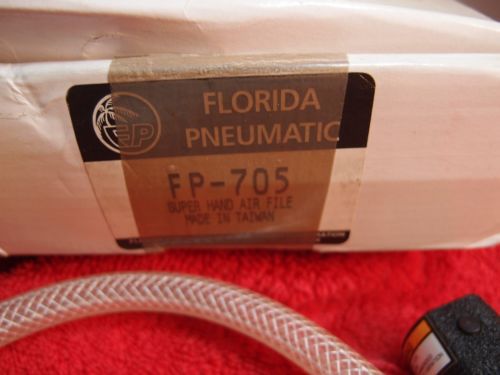 FP
FLORIDA
PNEUMATIC
FP-705
SUPER HAND AIR FILE
MADE IN TAIWAN